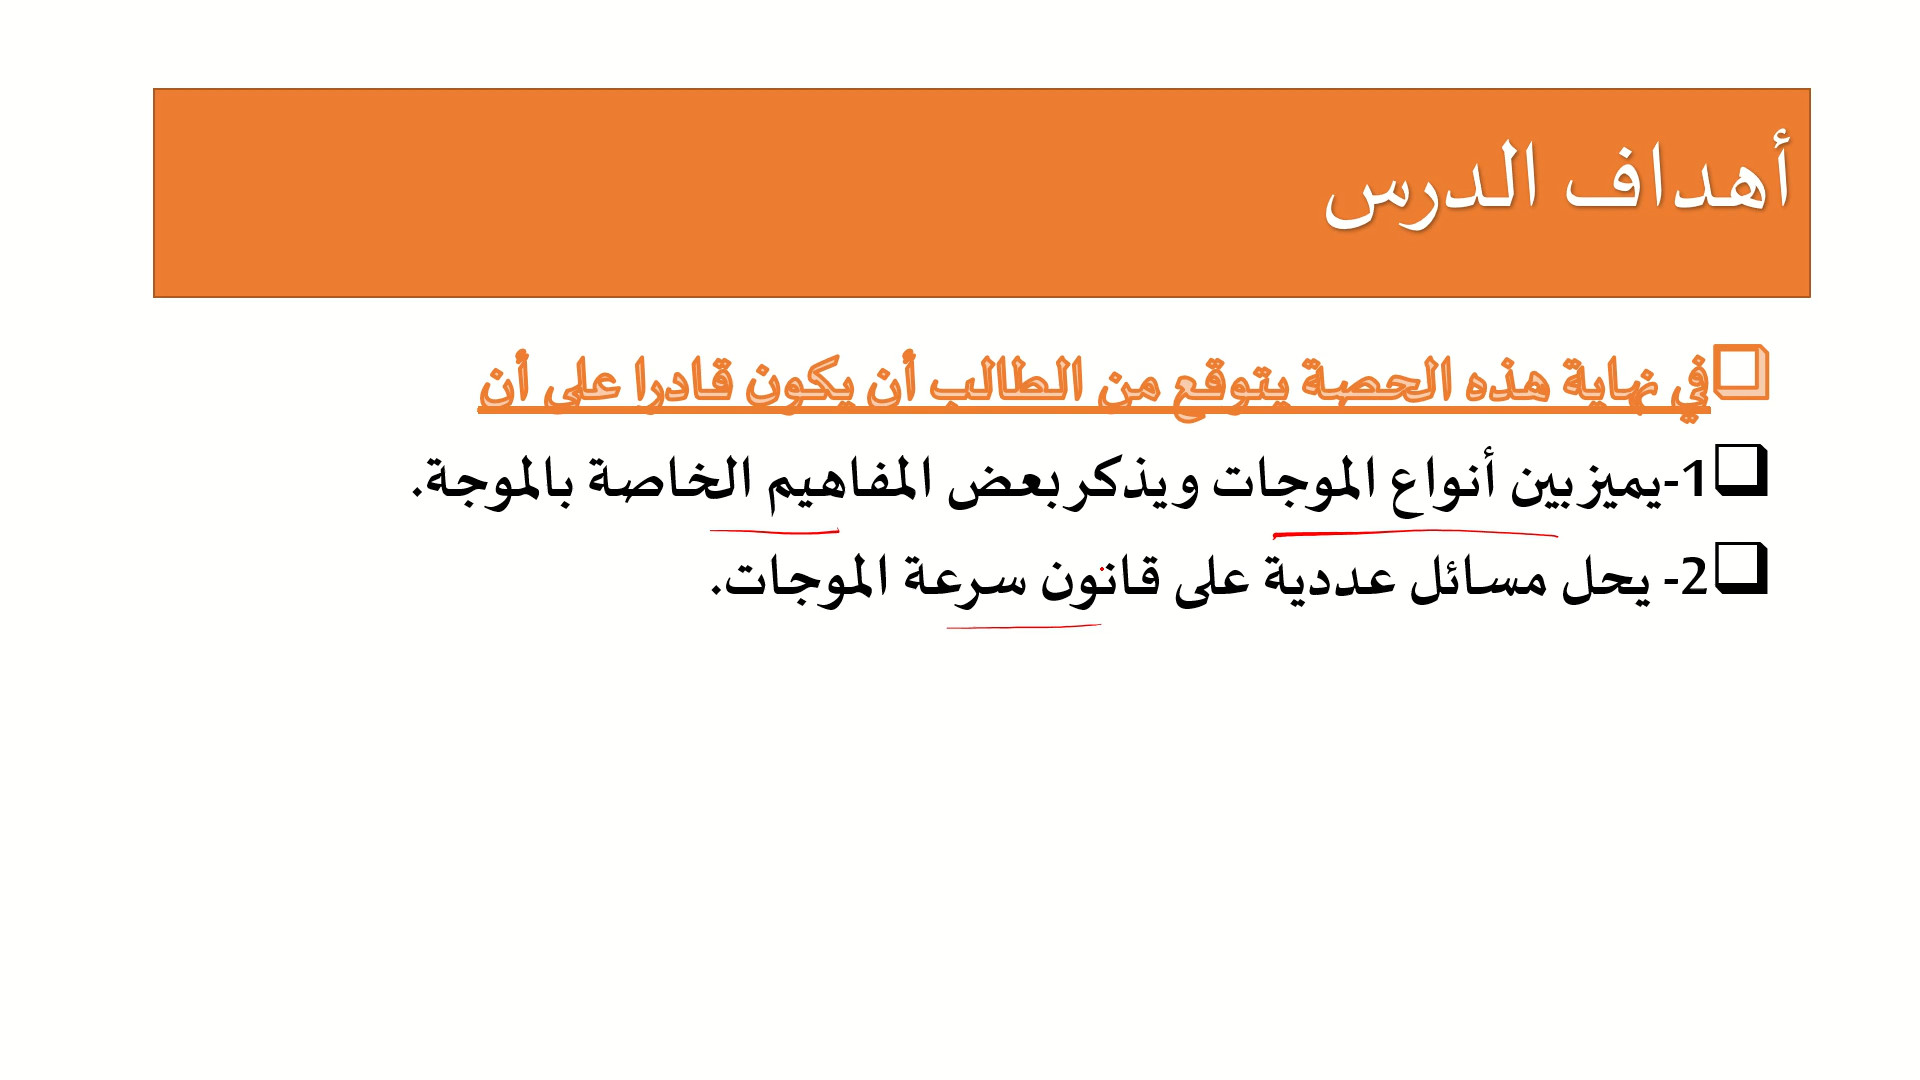 أهداف الدرس
في نهاية هذه الحصة يتوقع من الطالب أن يكون قادرا على أن
1-يميز بين أنواع الموجات ويذكر بعض المفاهيم الخاصة بالموجة.
2- يحل مسائل عددية على قانون سرعة الموجات.